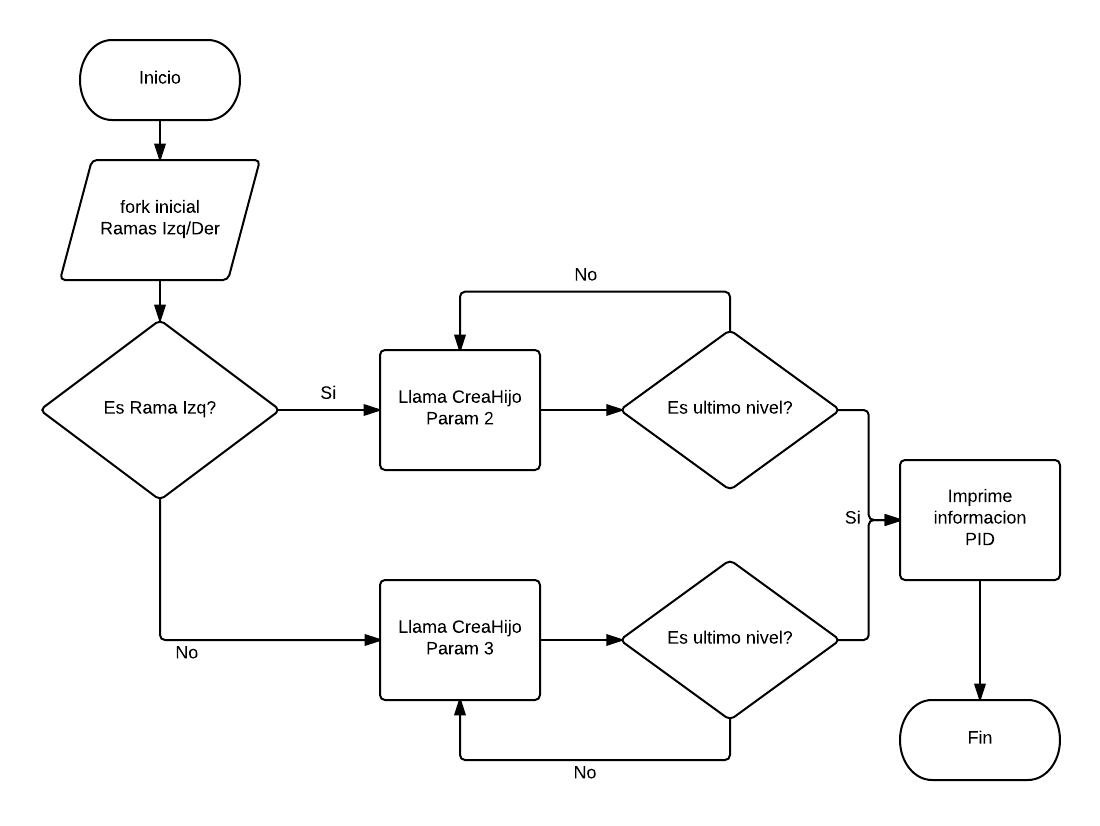 Inicio
fork inicial
Ramas Izq/Der
Es Rama Izq?
Si
No
Llama CreaHijo
Param 2
Es ultimo nivel?
No
Llama CreaHijo
Param 3
Es ultimo nivel?
No
Si
Imprime
informacion
PID
Fin